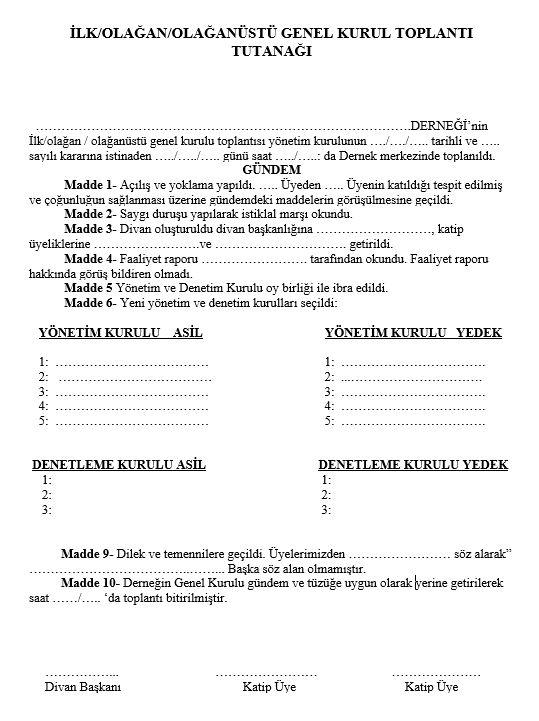 İLK/OLAĞAN/OLAĞANÜSTÜ GENEL KURUL TOPLANTI
TUTANAĞI
…………………………………………………………………………….DERNEĞİ’nin
İlk/olağan / olağanüstü genel kurulu toplantısı yönetim kurulunun …./…./….. tarihli ve …..
sayılı kararına istinaden …../…../….. günü saat …../…..: da Dernek merkezinde toplanıldı.
GÜNDEM
Madde 1- Açılış ve yoklama yapıldı. ….. Üyeden ….. Üyenin katıldığı tespit edilmiş
ve çoğunluğun sağlanması üzerine gündemdeki maddelerin görüşülmesine geçildi.
Madde 2- Saygı duruşu yapılarak istiklal marşı okundu.
Madde 3- Divan oluşturuldu divan başkanlığına ………………………, katip
üyeliklerine …………………….ve …………………………. getirildi.
Madde 4- Faaliyet raporu ……………………. tarafından okundu. Faaliyet raporu
hakkında görüş bildiren olmadı.
Madde 5 Yönetim ve Denetim Kurulu oy birliği ile ibra edildi.
Madde 6- Yeni yönetim ve denetim kurulları seçildi:
YÖNETİM KURULU ASİL YÖNETİM KURULU YEDEK
1: ……………………………… 1: …………………………….
2: ……………………………… 2: ...………………………….
3: ……………………………… 3: …………………………….
4: ……………………………… 4: …………………………….
5: ……………………………… 5: …………………………….
DENETLEME KURULU ASİL DENETLEME KURULU YEDEK
1: 1:
2: 2:
3: 3:
Madde 9- Dilek ve temennilere geçildi. Üyelerimizden …………………… söz alarak”
………………………………..…….. Başka söz alan olmamıştır.
Madde 10- Derneğin Genel Kurulu gündem ve tüzüğe uygun olarak yerine getirilerek
saat ……/….. ‘da toplantı bitirilmiştir.
……………... …………………… …………………
Divan Başkanı Katip Üye Katip Üye